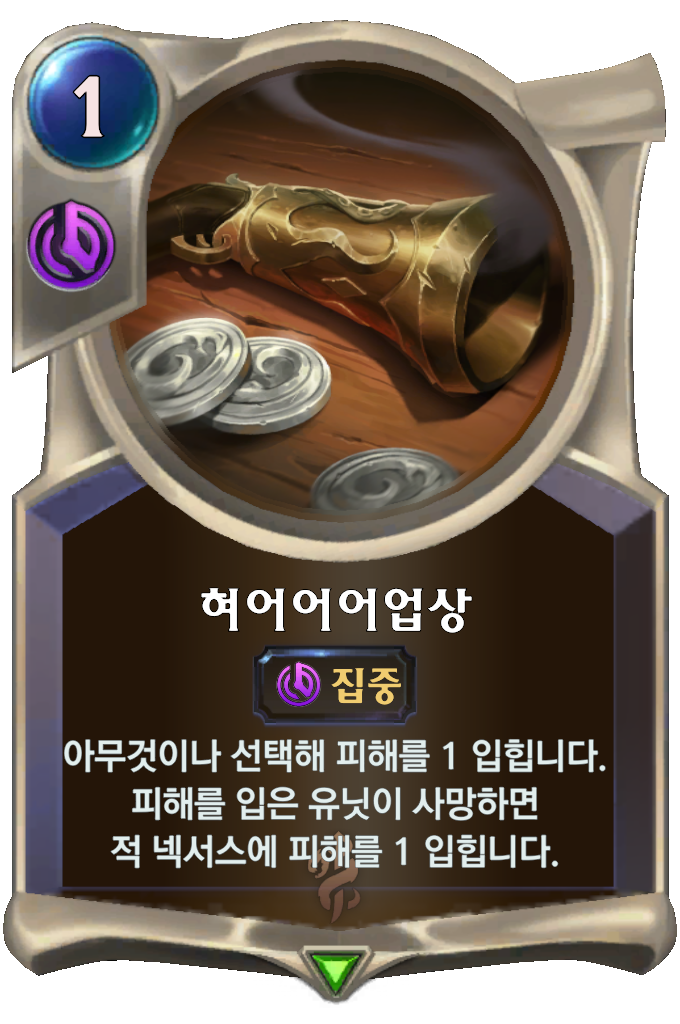 1
혀어어어업상
집중
아무것이나 선택해 피해를 1 입힙니다.
피해를 입은 유닛이 사망하면
적 넥서스에 피해를 1 입힙니다.